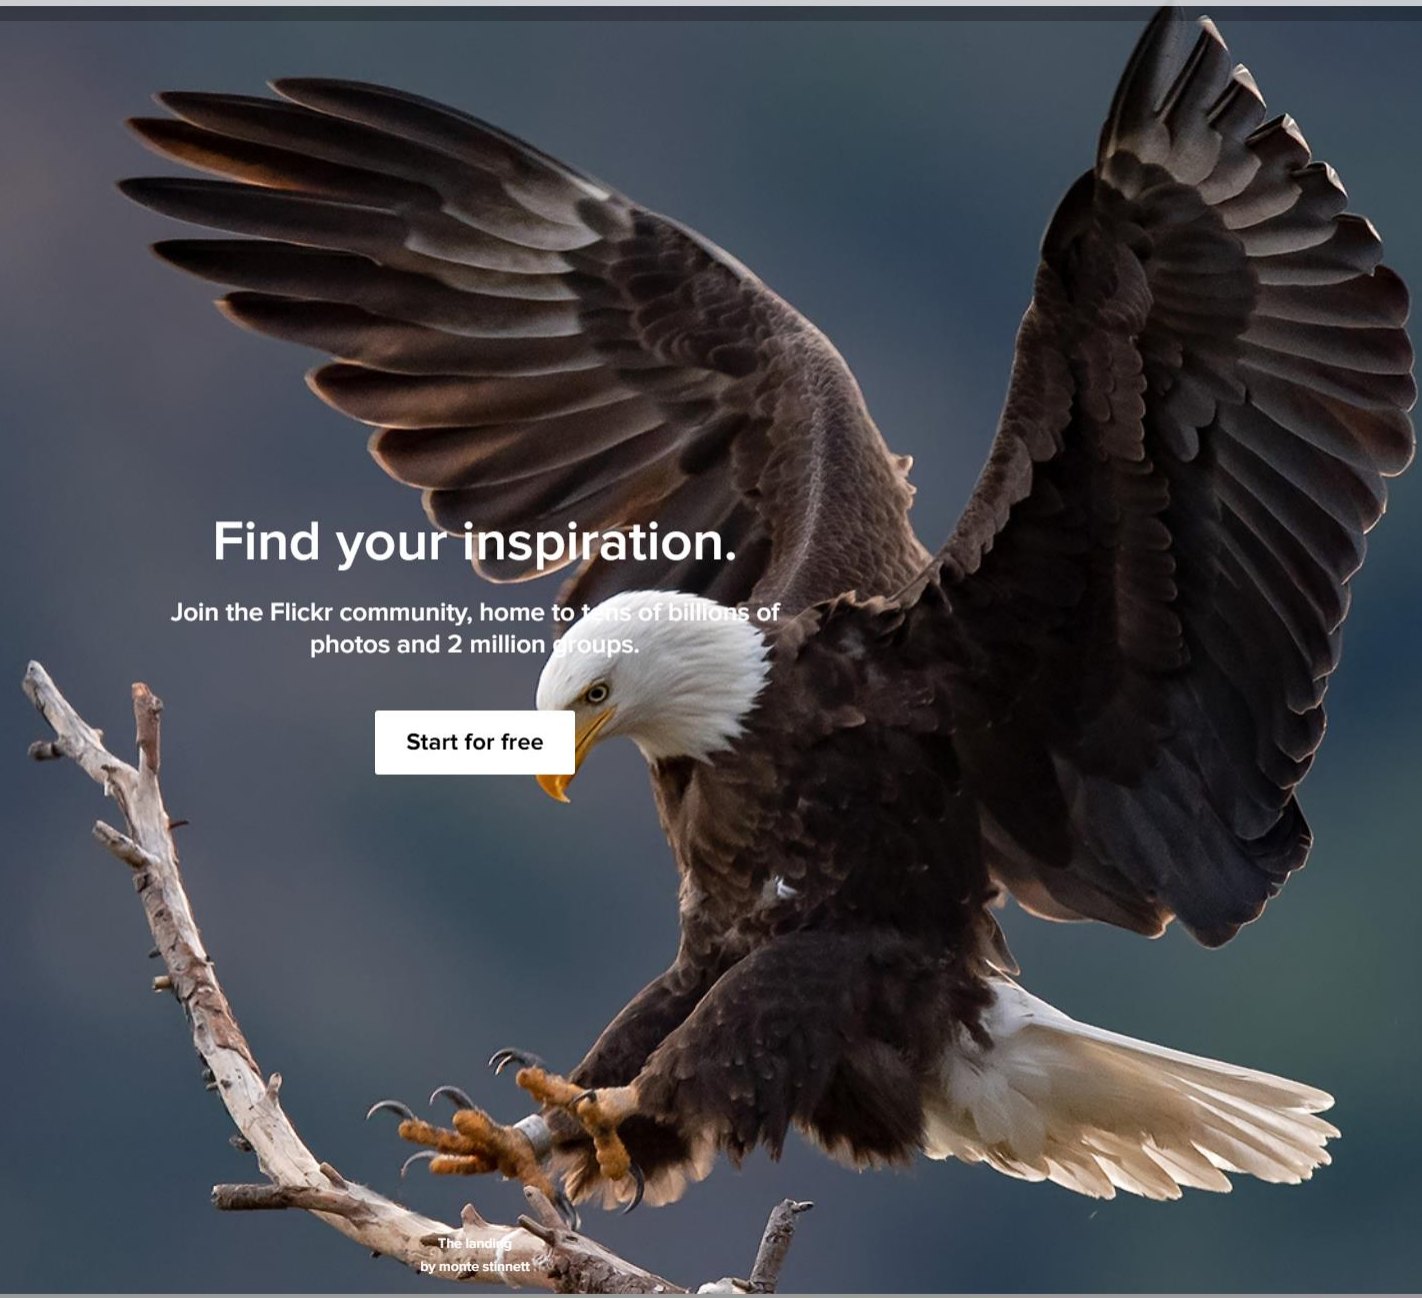 Find your inspiration.
Join the Flickr community, home to tens of billions of
photos and 2 million groups.
Start for free
The landing
by monte stinnett